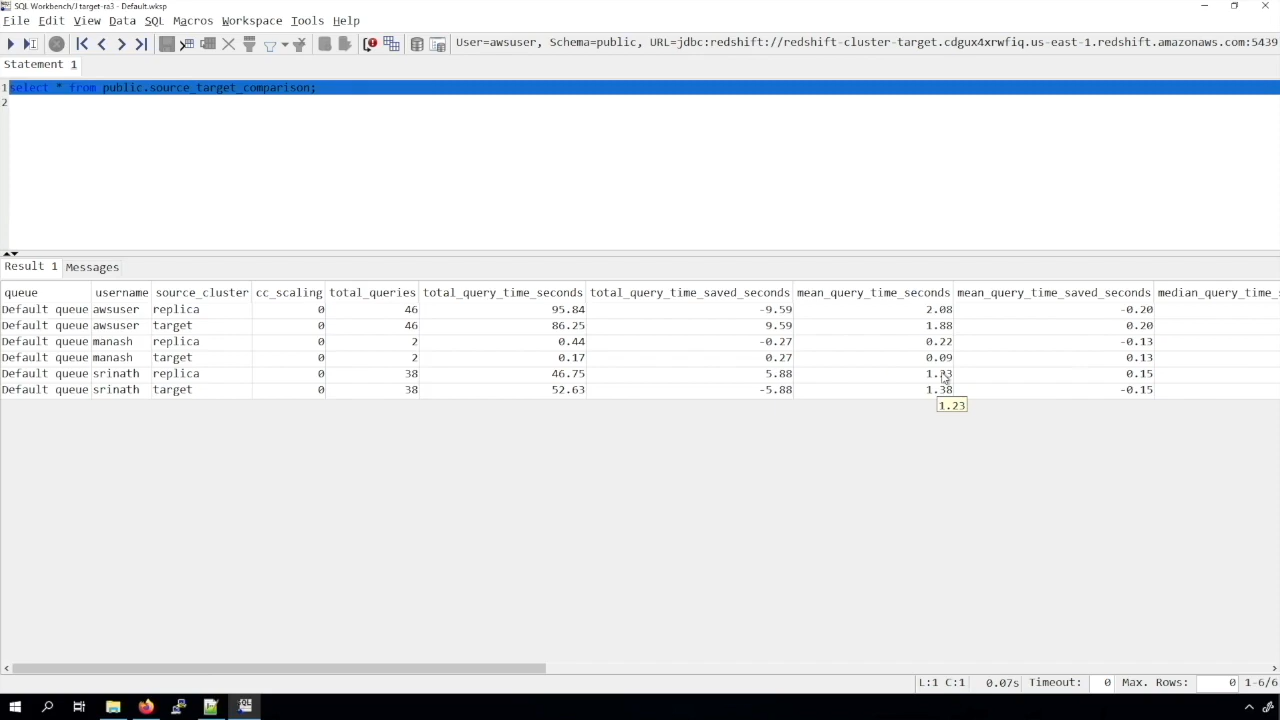 SQL Workbench/J target-ra3 - Default.wksp
File Edit View Data SQL Macros Workspace Tools Help
User=awsuser, Schema=public, URL=jdbc:redshift://redshift-cluster-target.cdgux4xrwfiq.us-east-1.redshift.amazonaws.com:5439
Statement 1
1 select * from public.source_target_comparison;
2
Result 1 Messages
queue username source_cluster cc_scaling total_queries total_query_time_seconds total_query_time_saved_seconds mean_query_time_seconds mean_query_time_saved_seconds median_query_time_s
Default queue awsuser replica 0 46 95.84 -9.59 2.08 -0.20
Default queue awsuser target 0 46 86.25 9.59 1.88 0.20
Default queue manash replica 0 2 0.44 -0.27 0.22 -0.13
Default queue manash target 0 2 0.17 0.27 0.09 0.13
Default queue srinath replica 0 38 46.75 5.88 1.23 0.15
Default queue srinath target 0 38 52.63 -5.88 1.38 -0.15
1.23
L:1 C:1 0.07s Timeout: 0 Max. Rows: 0 1-6/6